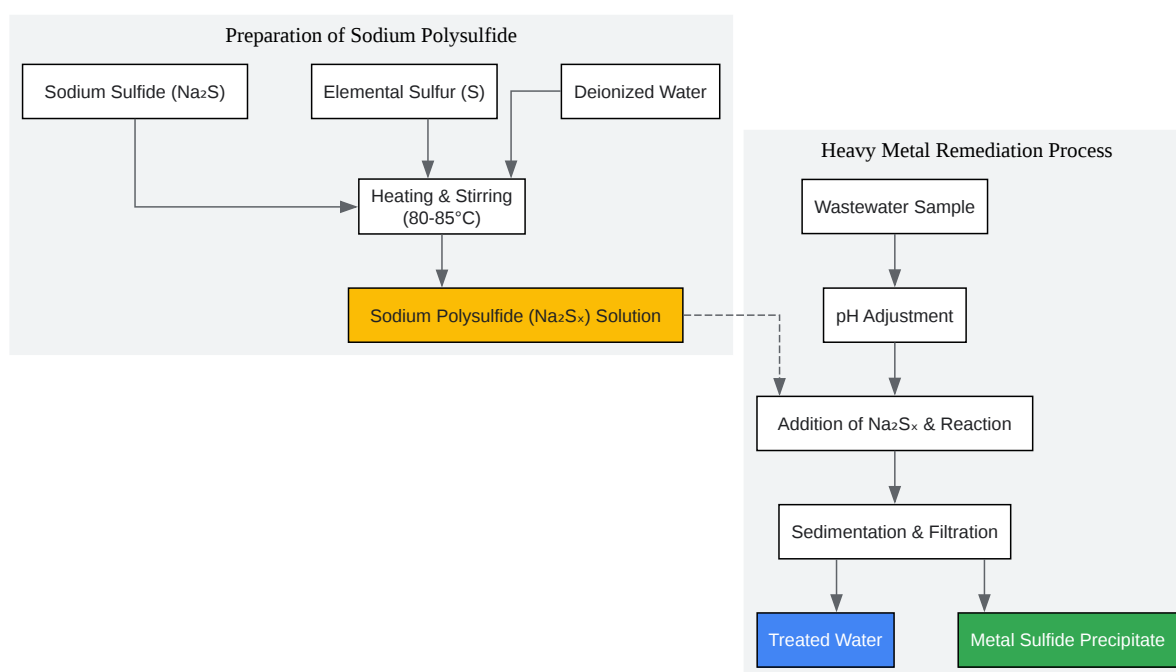 Preparation of Sodium Polysulfide
Sodium Sulfide (Na₂S)
Elemental Sulfur (S)
Deionized Water
Heating & Stirring
(80-85°C)
Sodium Polysulfide (Na₂Sₓ) Solution
Heavy Metal Remediation Process
Wastewater Sample
pH Adjustment
Addition of Na₂Sₓ & Reaction
Sedimentation & Filtration
Treated Water
Metal Sulfide Precipitate